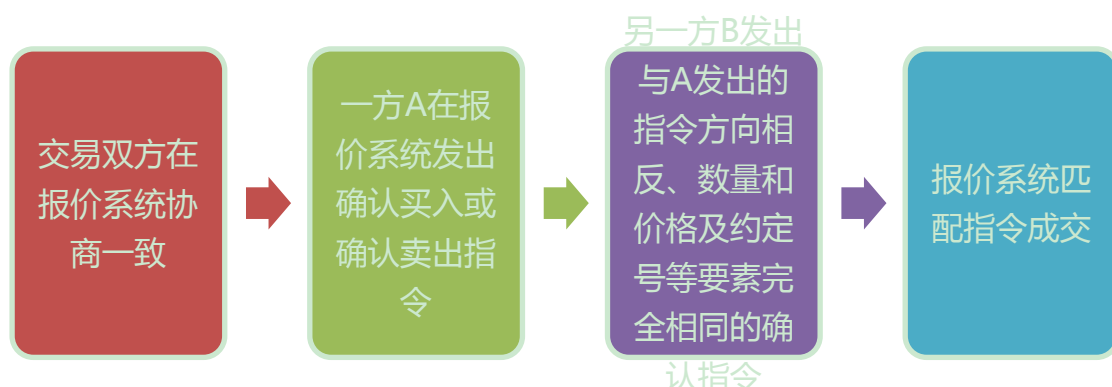 交易双方在
报价系统协
商一致
一方A在报
价系统发出
确认买入或
确认卖出指
令
另一方B发出
与A发出的
指令方向相
反、数量和
价格及约定
号等要素完
全相同的确
认指令
报价系统匹
配指令成交